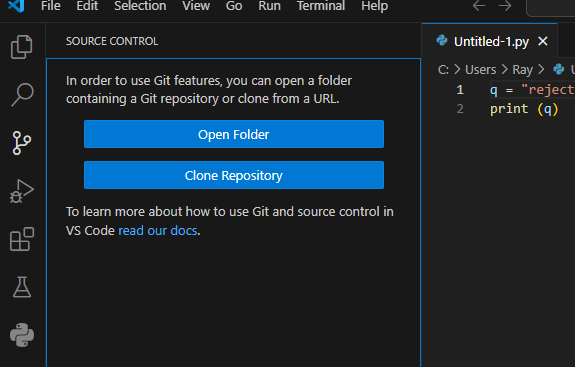 File Edit Selection View Go Run Terminal Help
SOURCE CONTROL
Untitled-1.py
In order to use Git features, you can open a folder
containing a Git repository or clone from a URL.
Open Folder
Clone Repository
To learn more about how to use Git and source control in
VS Code read our docs.
C: > Users > Ray >
1 q = "reject
2 print (q)